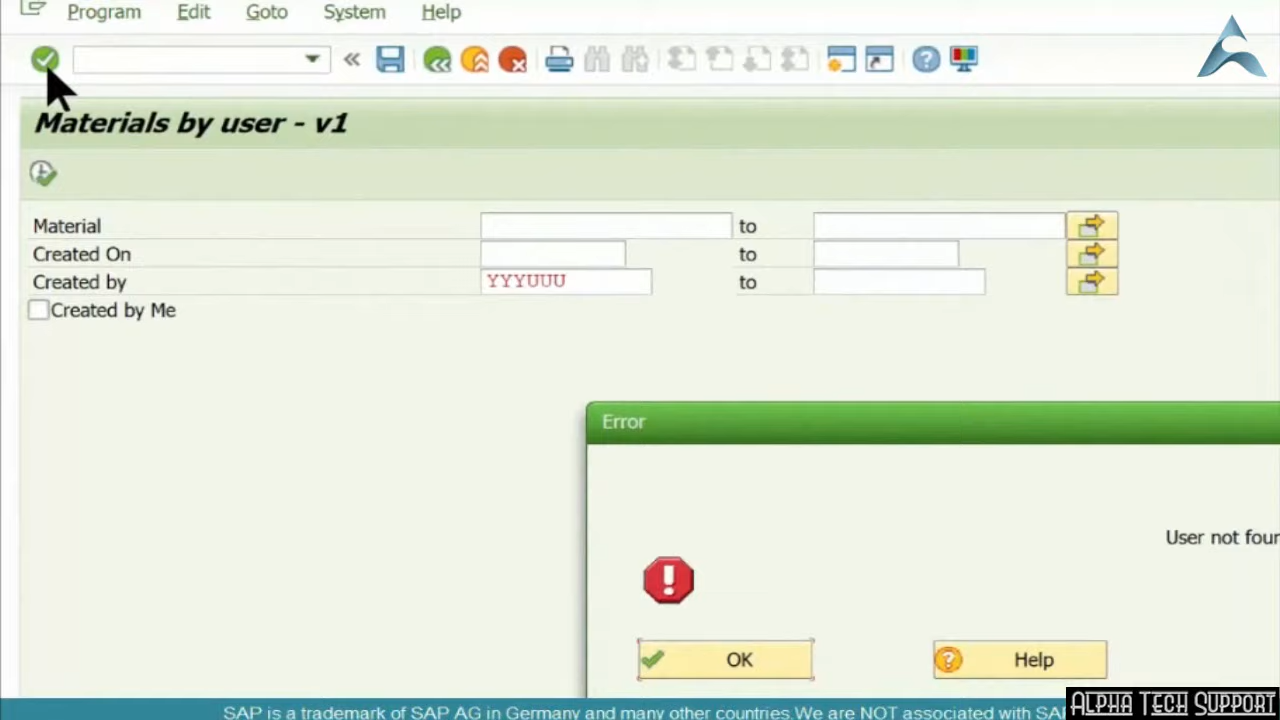 Program Edit Goto System Help
Materials by user - v1
Material to
Created On to
Created by YYYUUU to
Created by Me
Error
User not
OK Help
SAP is a trademark of SAP AG in Germany and many other countries.We are NOT associated with
ALPHA TECH SUPPORT